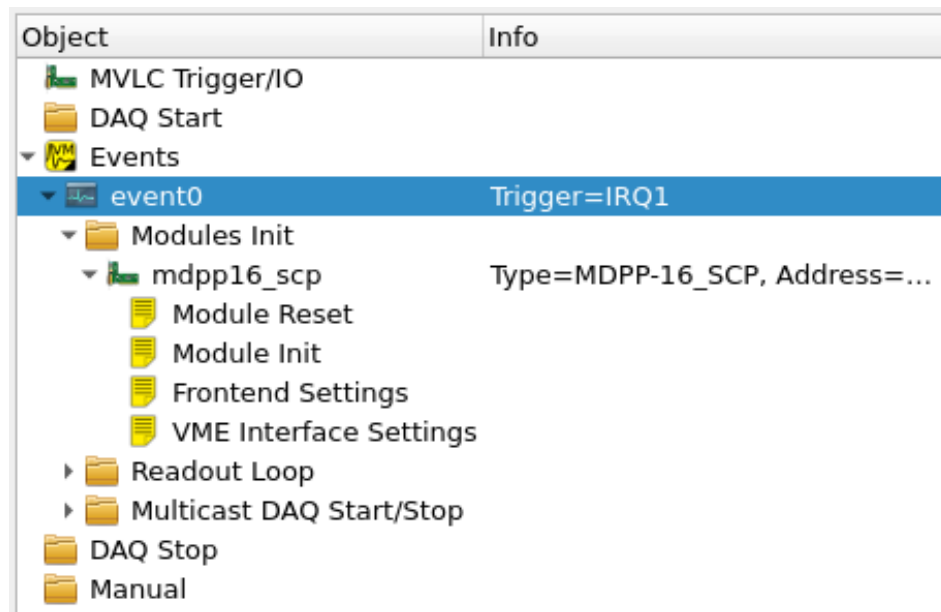 Object Info
MVLC Trigger/IO
DAQ Start
Events
event0 Trigger=IRQ1
Modules Init
mdpp16_scp Type=MDPP-16_SCP, Address=...
Module Reset
Module Init
Frontend Settings
VME Interface Settings
Readout Loop
Multicast DAQ Start/Stop
DAQ Stop
Manual